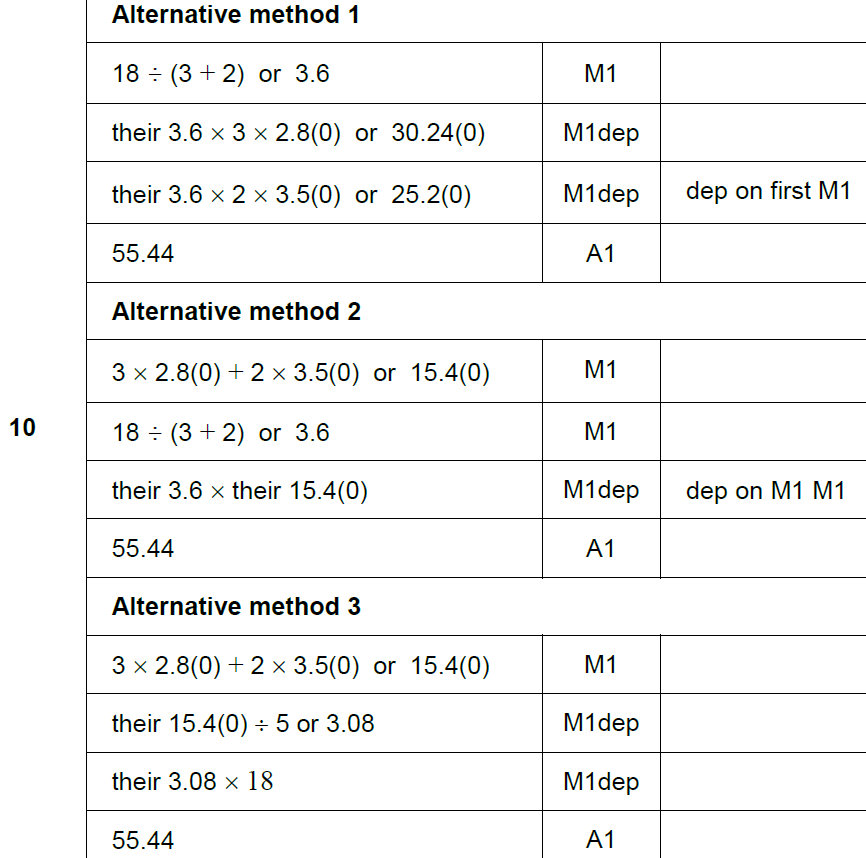 Alternative method 1
18 ÷ (3 + 2) or 3.6 M1
their 3.6 × 3 × 2.8(0) or 30.24(0) M1dep
their 3.6 × 2 × 3.5(0) or 25.2(0) M1dep dep on first M1
55.44 A1
Alternative method 2
3 × 2.8(0) + 2 × 3.5(0) or 15.4(0) M1
10
18 ÷ (3 + 2) or 3.6 M1
their 3.6 × their 15.4(0) M1dep dep on M1 M1
55.44 A1
Alternative method 3
3 × 2.8(0) + 2 × 3.5(0) or 15.4(0) M1
their 15.4(0) ÷ 5 or 3.08 M1dep
their 3.08 × 18 M1dep
55.44 A1